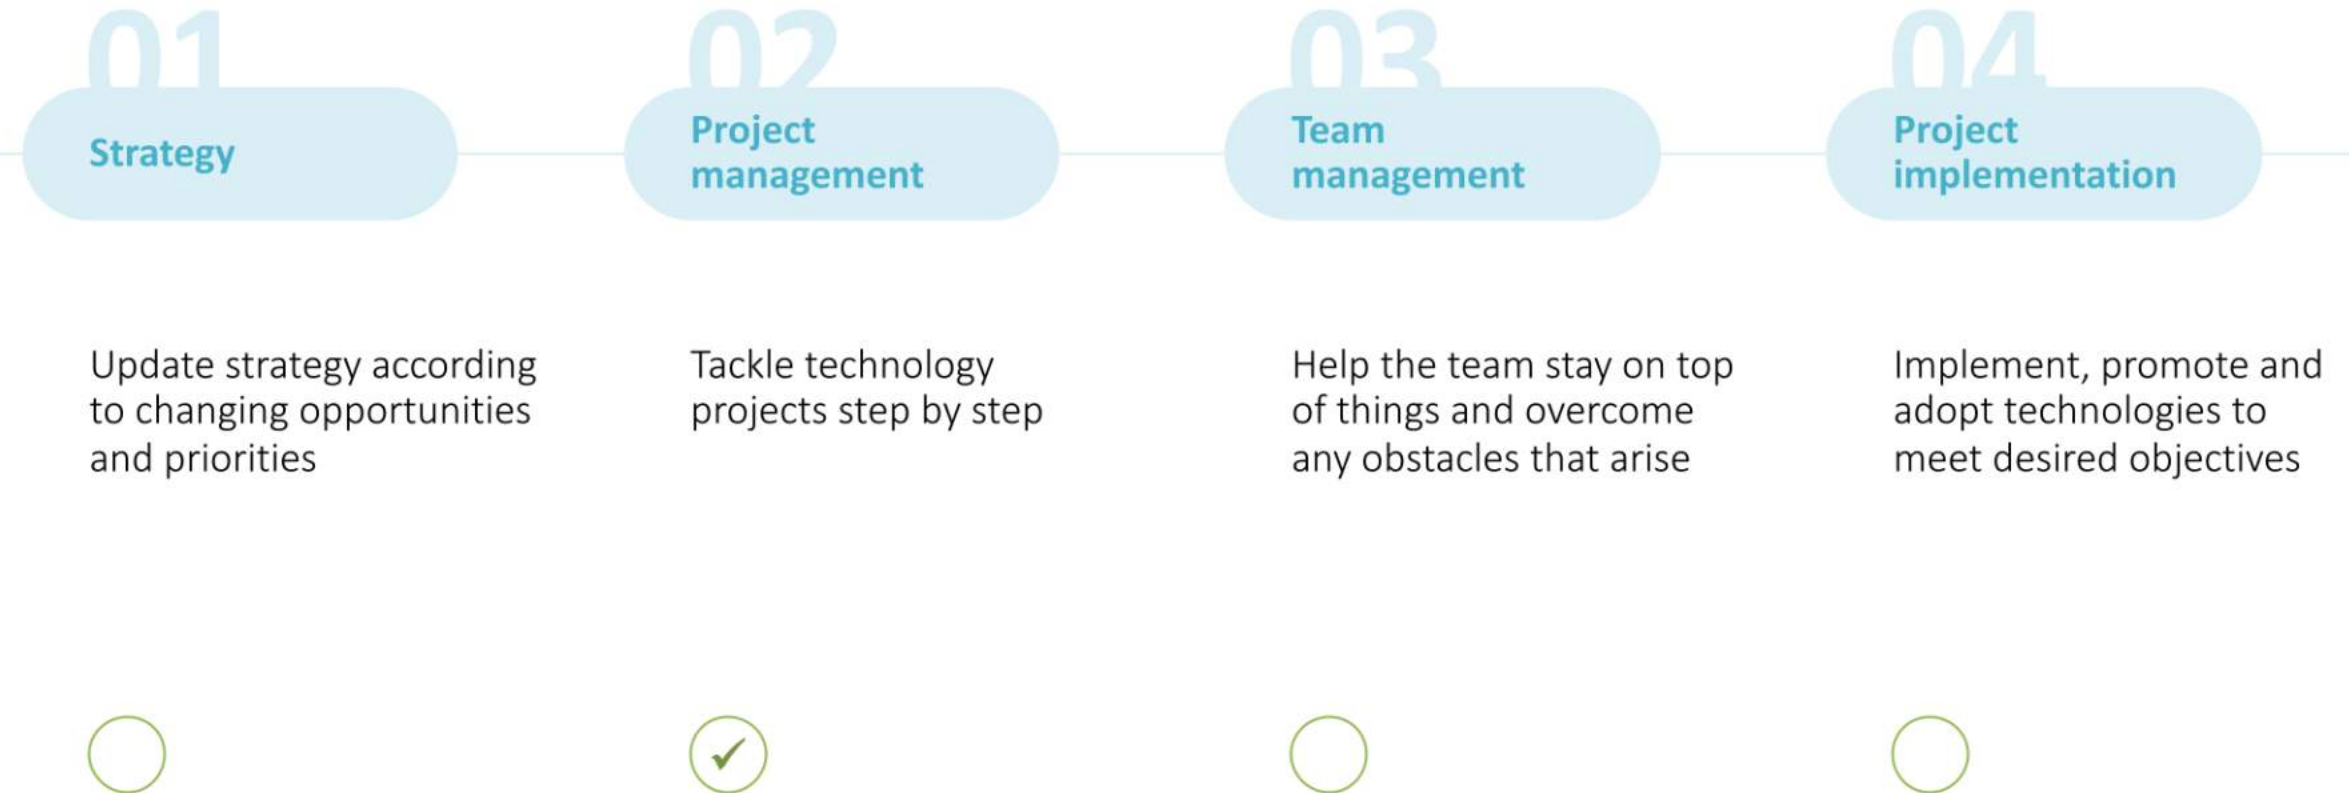 01
Strategy
Update strategy according
to changing opportunities
and priorities
02
Project
management
Tackle technology
projects step by step
✓
03
Team
management
Help the team stay on top
of things and overcome
any obstacles that arise
04
Project
implementation
Implement, promote and
adopt technologies to
meet desired objectives